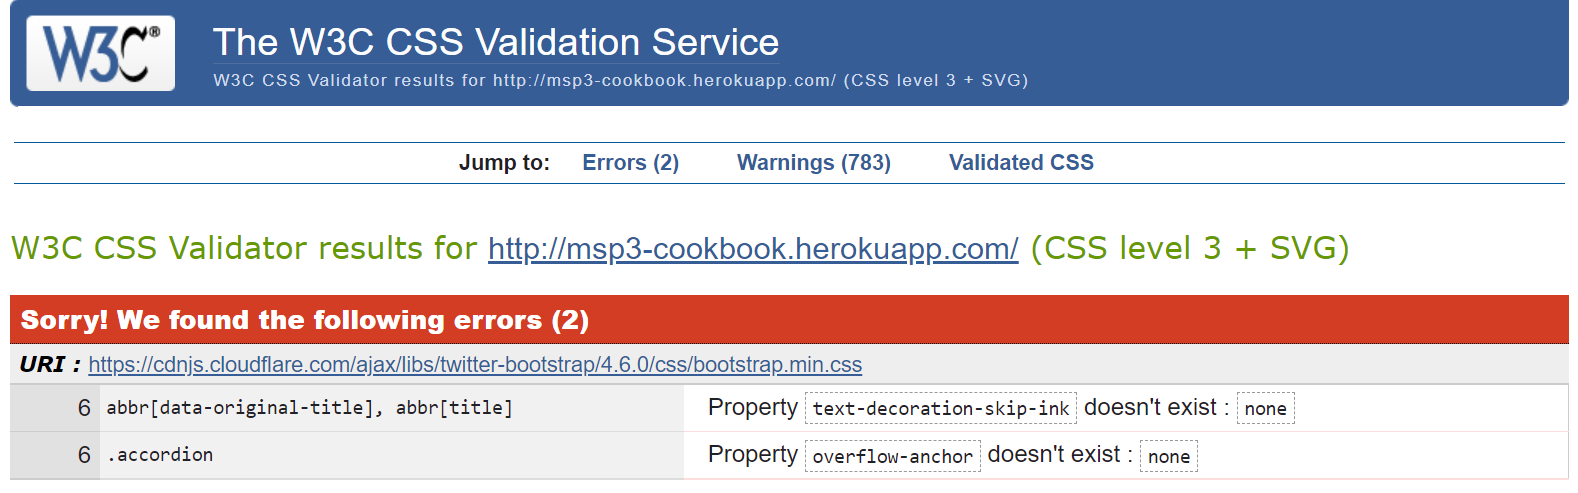 W3C®
The W3C CSS Validation Service
W3C CSS Validator results for http://msp3-cookbook.herokuapp.com/ (CSS level 3 + SVG)
Jump to: Errors (2) Warnings (783) Validated CSS
W3C CSS Validator results for http://msp3-cookbook.herokuapp.com/ (CSS level 3 + SVG)
Sorry! We found the following errors (2)
URI : https://cdnjs.cloudflare.com/ajax/libs/twitter-bootstrap/4.6.0/css/bootstrap.min.css
6 abbr[data-original-title], abbr[title] Property text-decoration-skip-ink doesn't exist : none
6 .accordion Property overflow-anchor doesn't exist : none